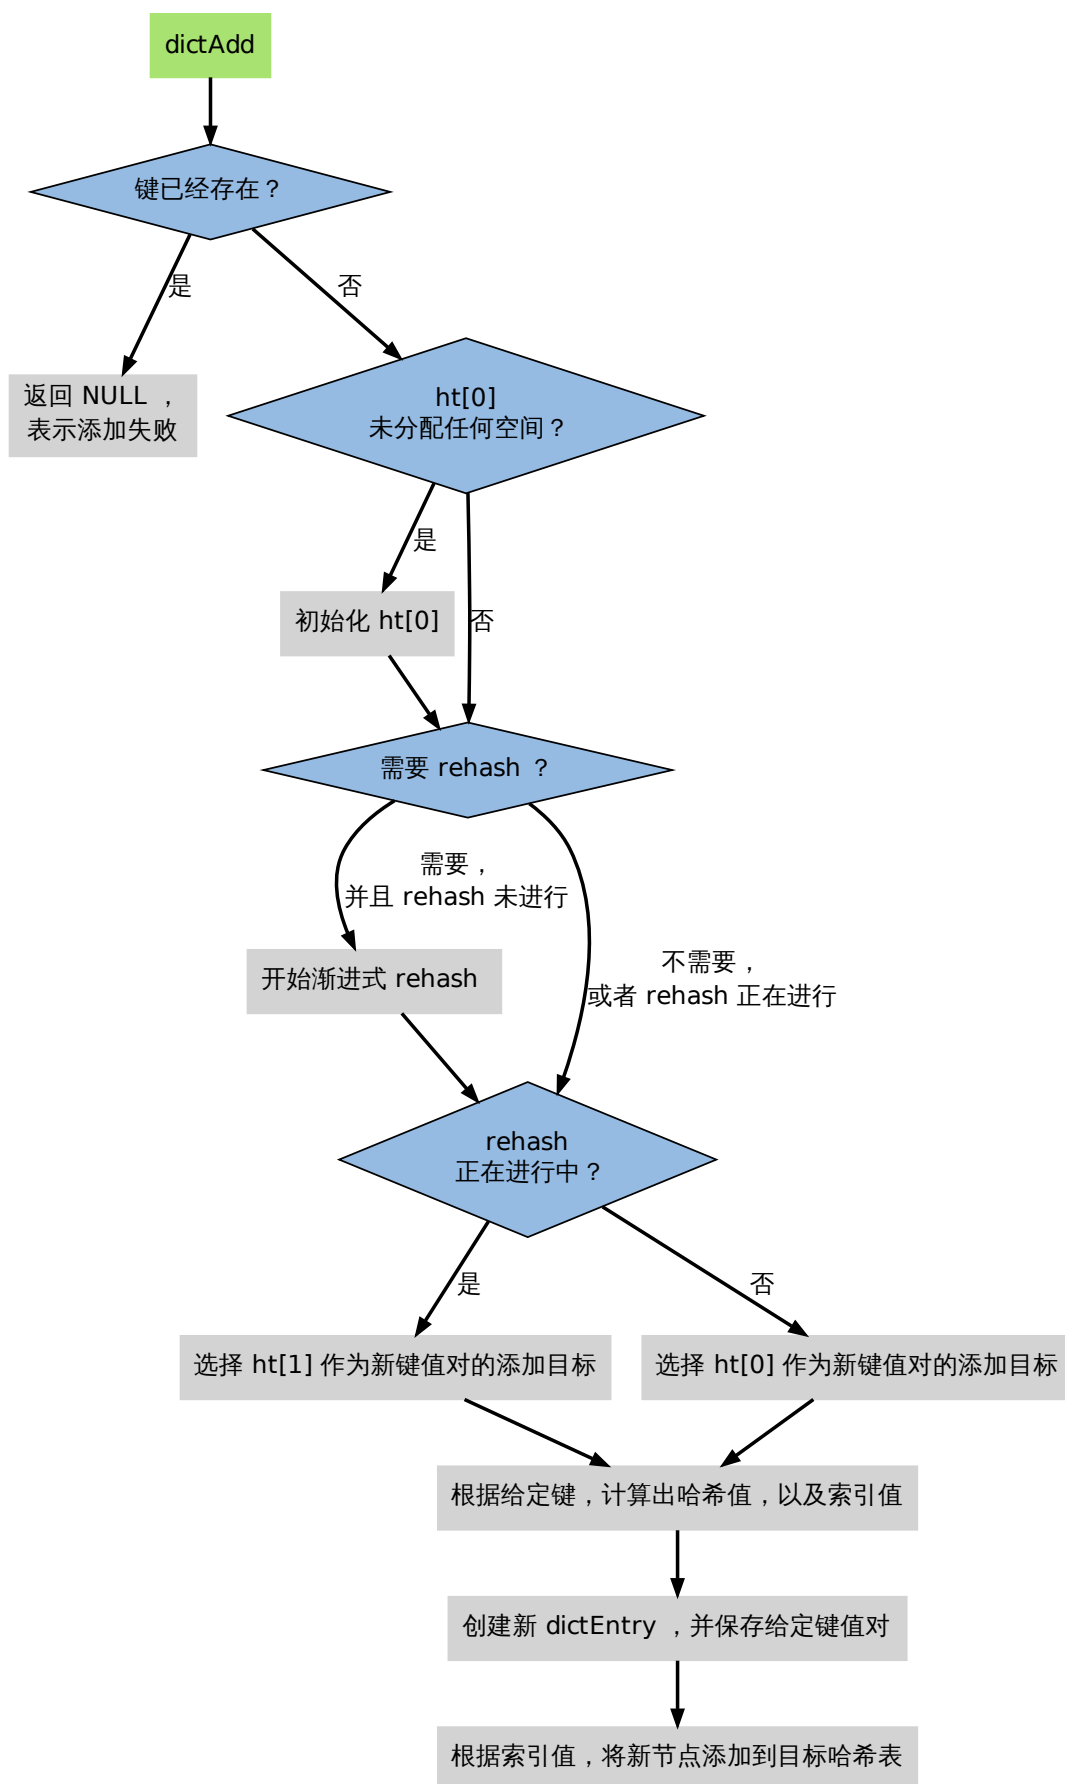 dictAdd
键已经存在？
是
否
返回 NULL ，
表示添加失败
ht[0]
未分配任何空间？
是
初始化 ht[0]
否
需要 rehash ？
需要，
并且 rehash 未进行
开始渐进式 rehash
不需要，
或者 rehash 正在进行
rehash
正在进行中？
是
否
选择 ht[1] 作为新键值对的添加目标
选择 ht[0] 作为新键值对的添加目标
根据给定键，计算出哈希值，以及索引值
创建新 dictEntry ，并保存给定键值对
根据索引值，将新节点添加到目标哈希表